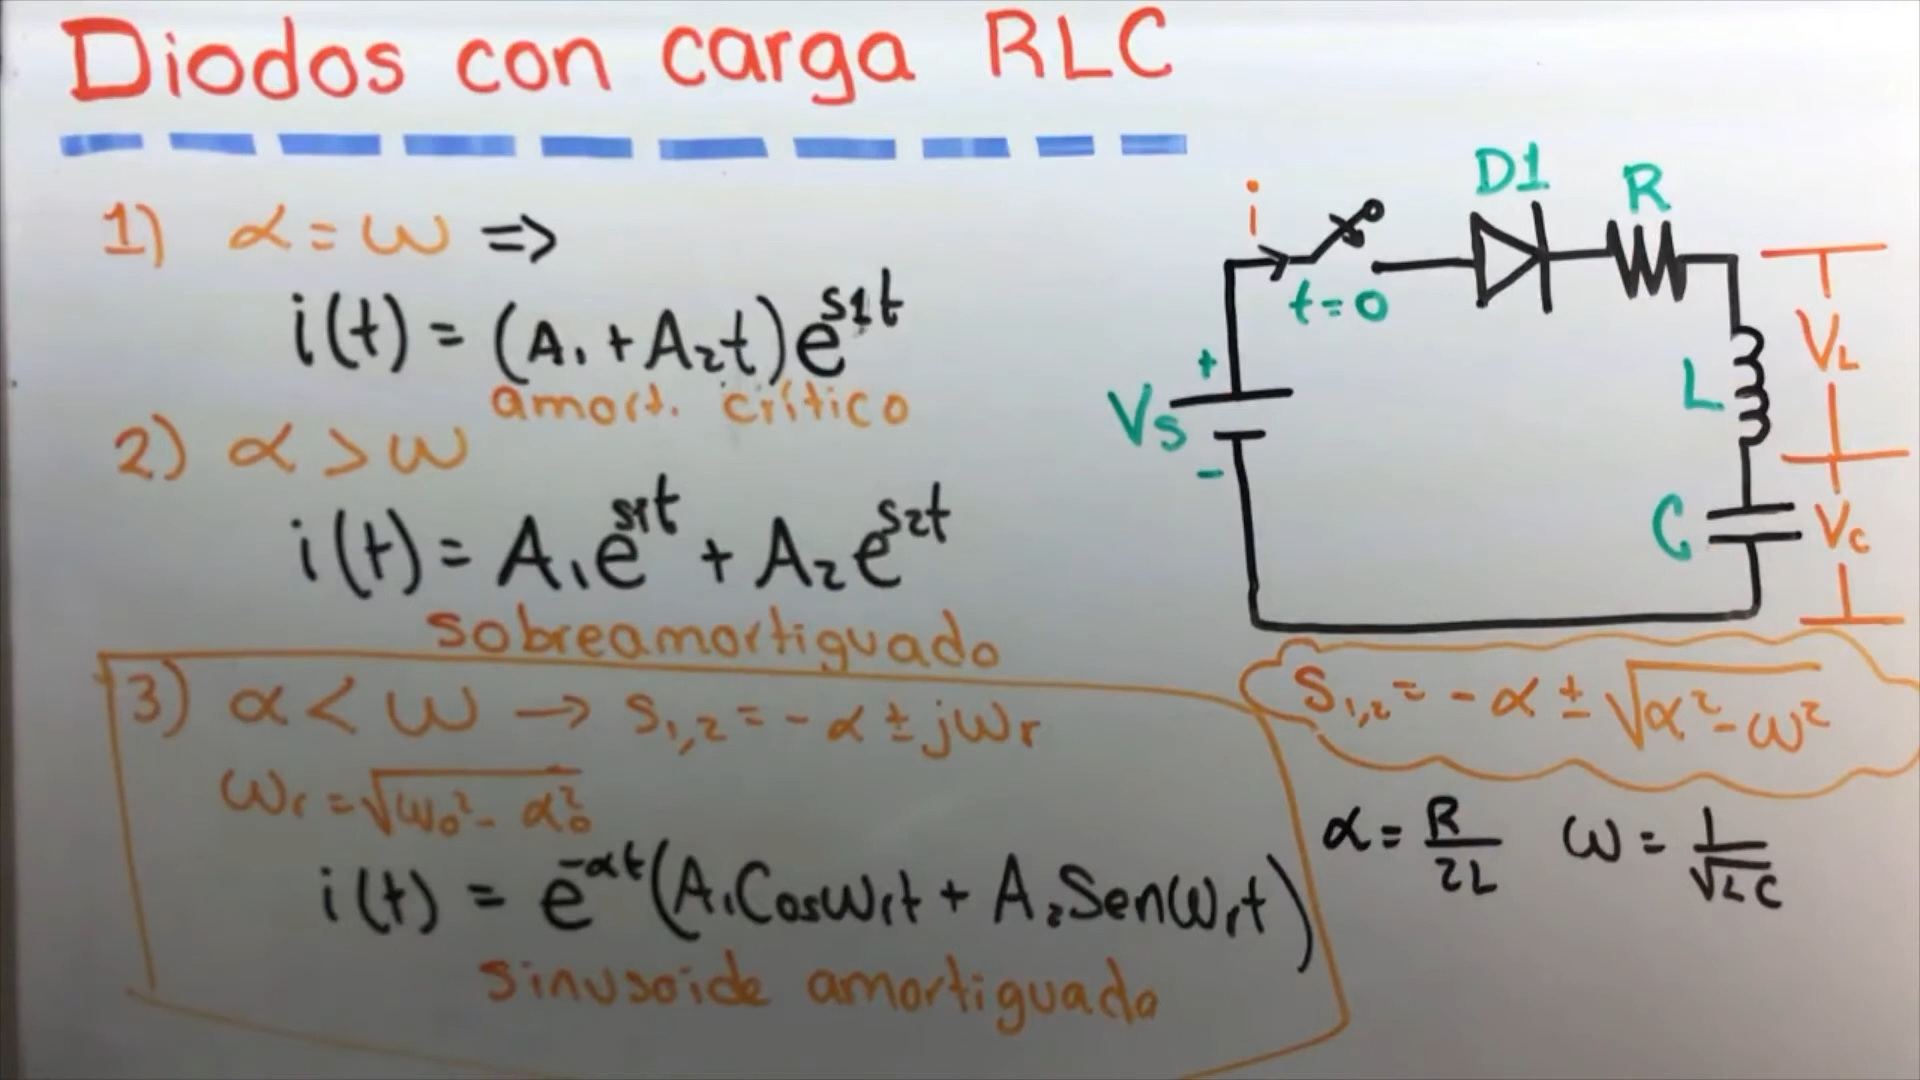 Diodos con carga RLC
1) α = ω =>
i(t) = (A₁ + A₂t)e^s1t
amort. crítico
2) α > ω
i(t) = A₁e^s1t + A₂e^s2t
sobreamortiguado
3) α < ω → s₁,₂ = -α ± jωr
ωr = √ω₀² - α₀²
i(t) = e^-αt(A₁Cosωrt + A₂Senωrt)
sinusoide amortiguada
i
t=0
D1
R
+
Vs
-
L
VL
C
Vc
S₁,₂ = -α ± √α² - ω²
α = R/2L ω = 1/√LC